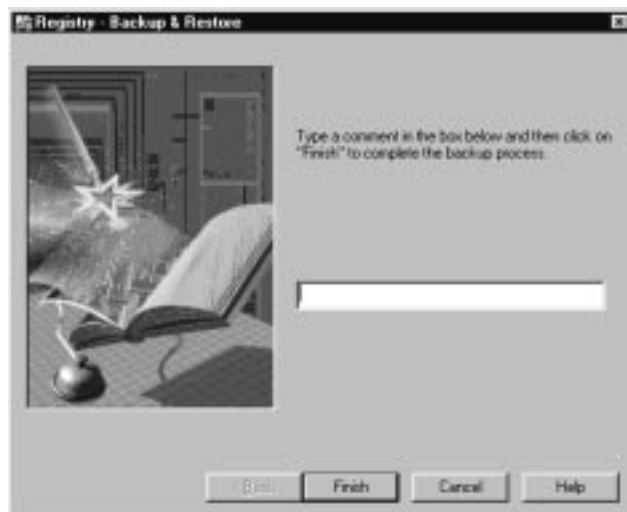 Registry - Backup & Restore
Type a comment in the box below and then click on
"Finish" to complete the backup process.
< Back
Finish
Cancel
Help